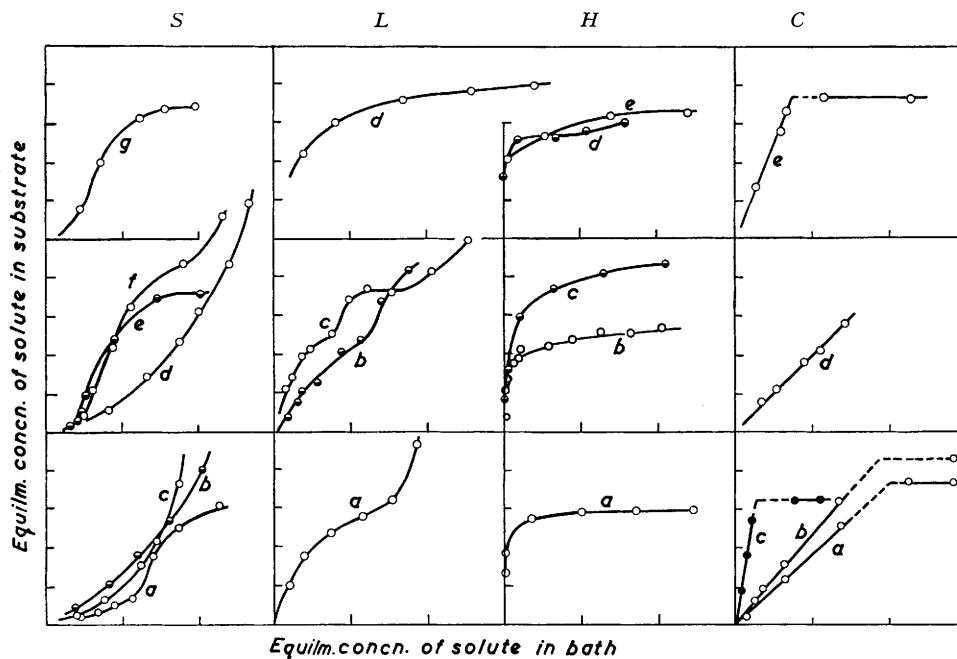 S L H C
g d e d e
f e d c b c b d
c b a a a c b a
Equilm. concn. of solute in substrate
Equilm. concn. of solute in bath